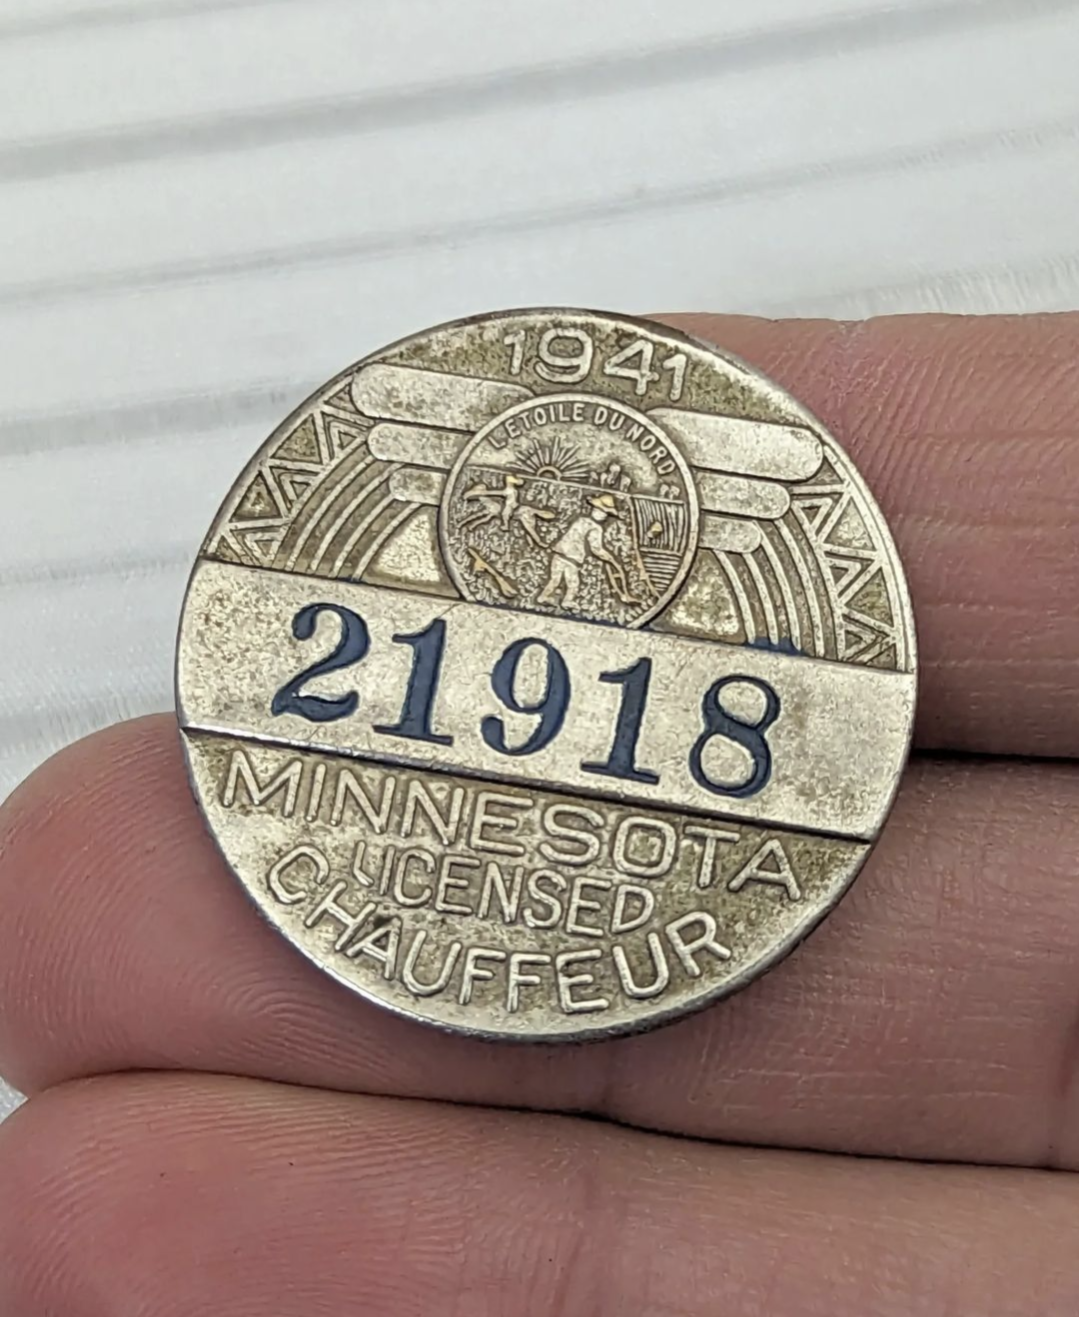 1941
L'ETOILE DU NORD
21918
MINNESOTA
LICENSED
CHAUFFEUR